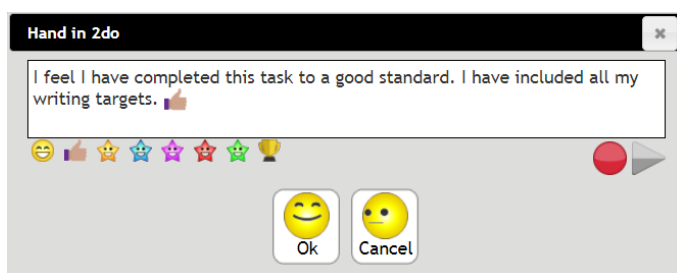 Hand in 2do
I feel I have completed this task to a good standard. I have included all my
writing targets. 👍
Ok
Cancel